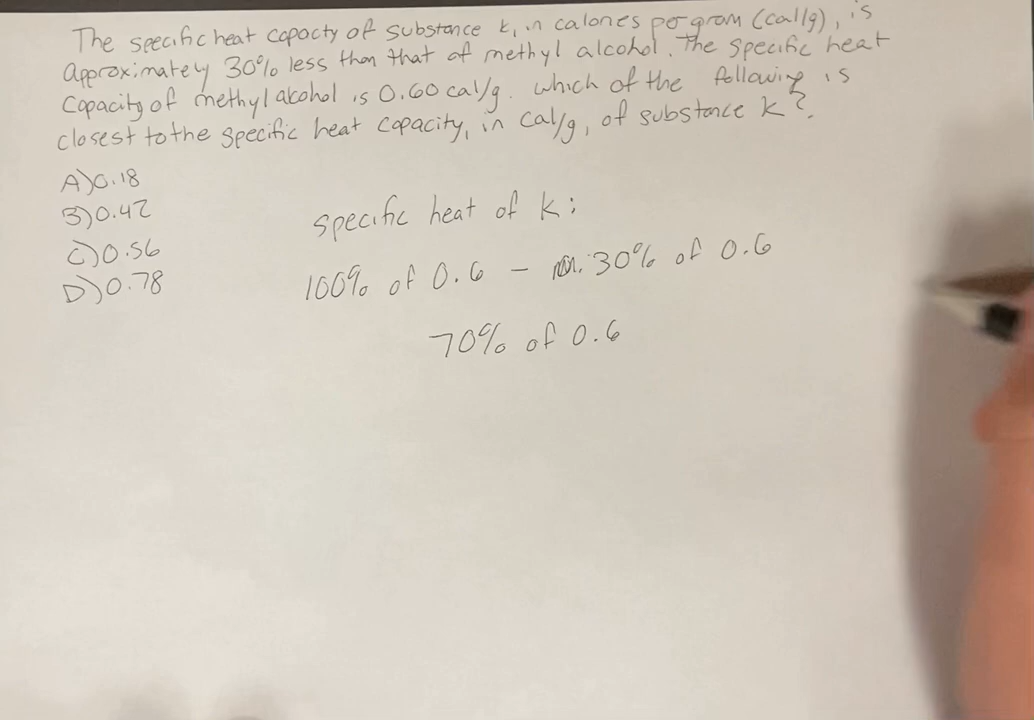 The specific heat capacity of substance k, in calories per gram (cal/g), is
approximately 30% less than that of methyl alcohol. The specific heat
capacity of methyl alcohol is 0.60 cal/g. Which of the following is
closest to the specific heat capacity, in cal/g, of substance k?
A) 0.18
B) 0.42
C) 0.56
D) 0.78
specific heat of k:
100% of 0.6 - 30% of 0.6
70% of 0.6